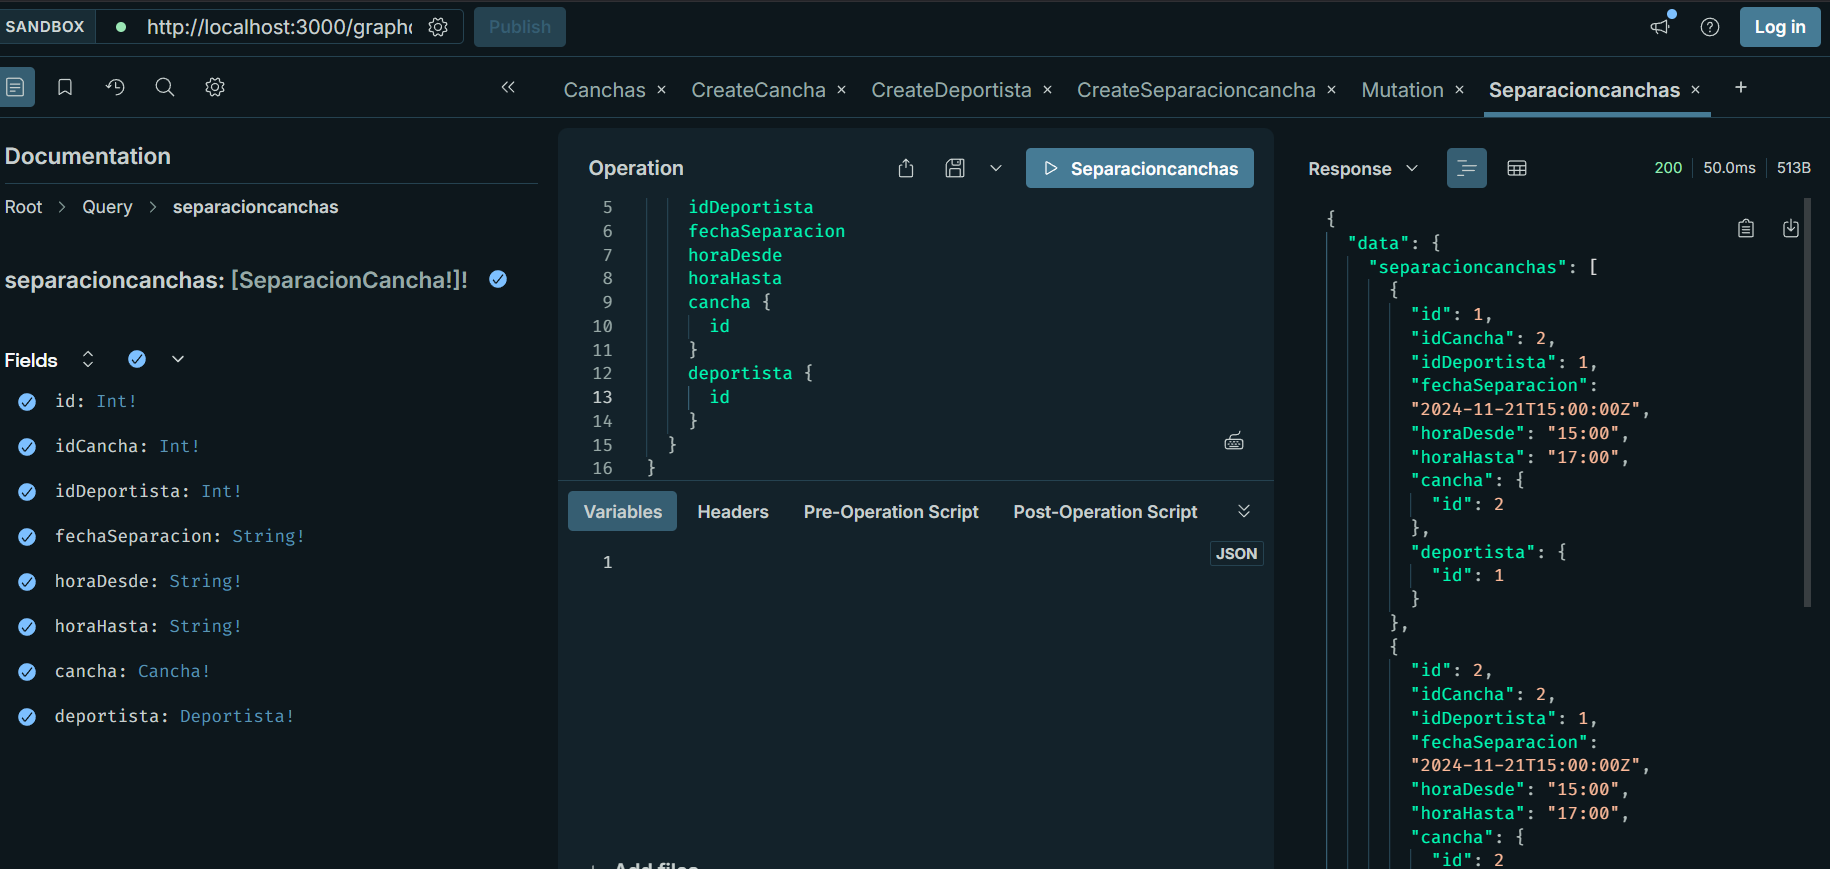 SANDBOX
http://localhost:3000/graph
Publish
Log in
Canchas
CreateCancha
CreateDeportista
CreateSeparacioncancha
Mutation
Separacioncanchas
Documentation
Root > Query > separacioncanchas
separacioncanchas: [SeparacionCancha!]!
Fields
id: Int!
idCancha: Int!
idDeportista: Int!
fechaSeparacion: String!
horaDesde: String!
horaHasta: String!
cancha: Cancha!
deportista: Deportista!
Operation
Separacioncanchas
5 idDeportista
6 fechaSeparacion
7 horaDesde
8 horaHasta
9 cancha {
10 id
11 }
12 deportista {
13 id
14 }
15 }
16 }
Variables
Headers
Pre-Operation Script
Post-Operation Script
1
JSON
Add files
Response
200
50.0ms
513B
{
"data": {
"separacioncanchas": [
{
"id": 1,
"idCancha": 2,
"idDeportista": 1,
"fechaSeparacion":
"2024-11-21T15:00:00Z",
"horaDesde": "15:00",
"horaHasta": "17:00",
"cancha": {
"id": 2
},
"deportista": {
"id": 1
}
},
{
"id": 2,
"idCancha": 2,
"idDeportista": 1,
"fechaSeparacion":
"2024-11-21T15:00:00Z",
"horaDesde": "15:00",
"horaHasta": "17:00",
"cancha": {
"id": 2